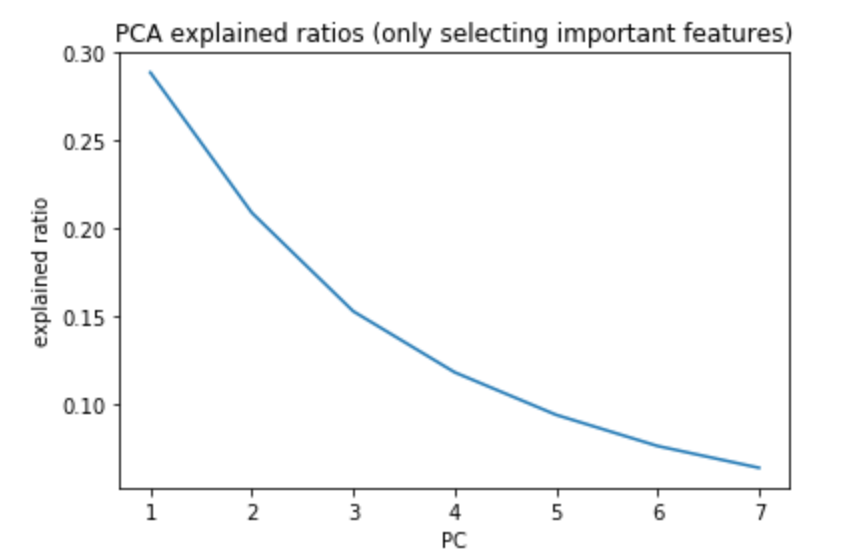 PCA explained ratios (only selecting important features)
0.30
0.25
0.20
0.15
0.10
explained ratio
1 2 3 4 5 6 7
PC